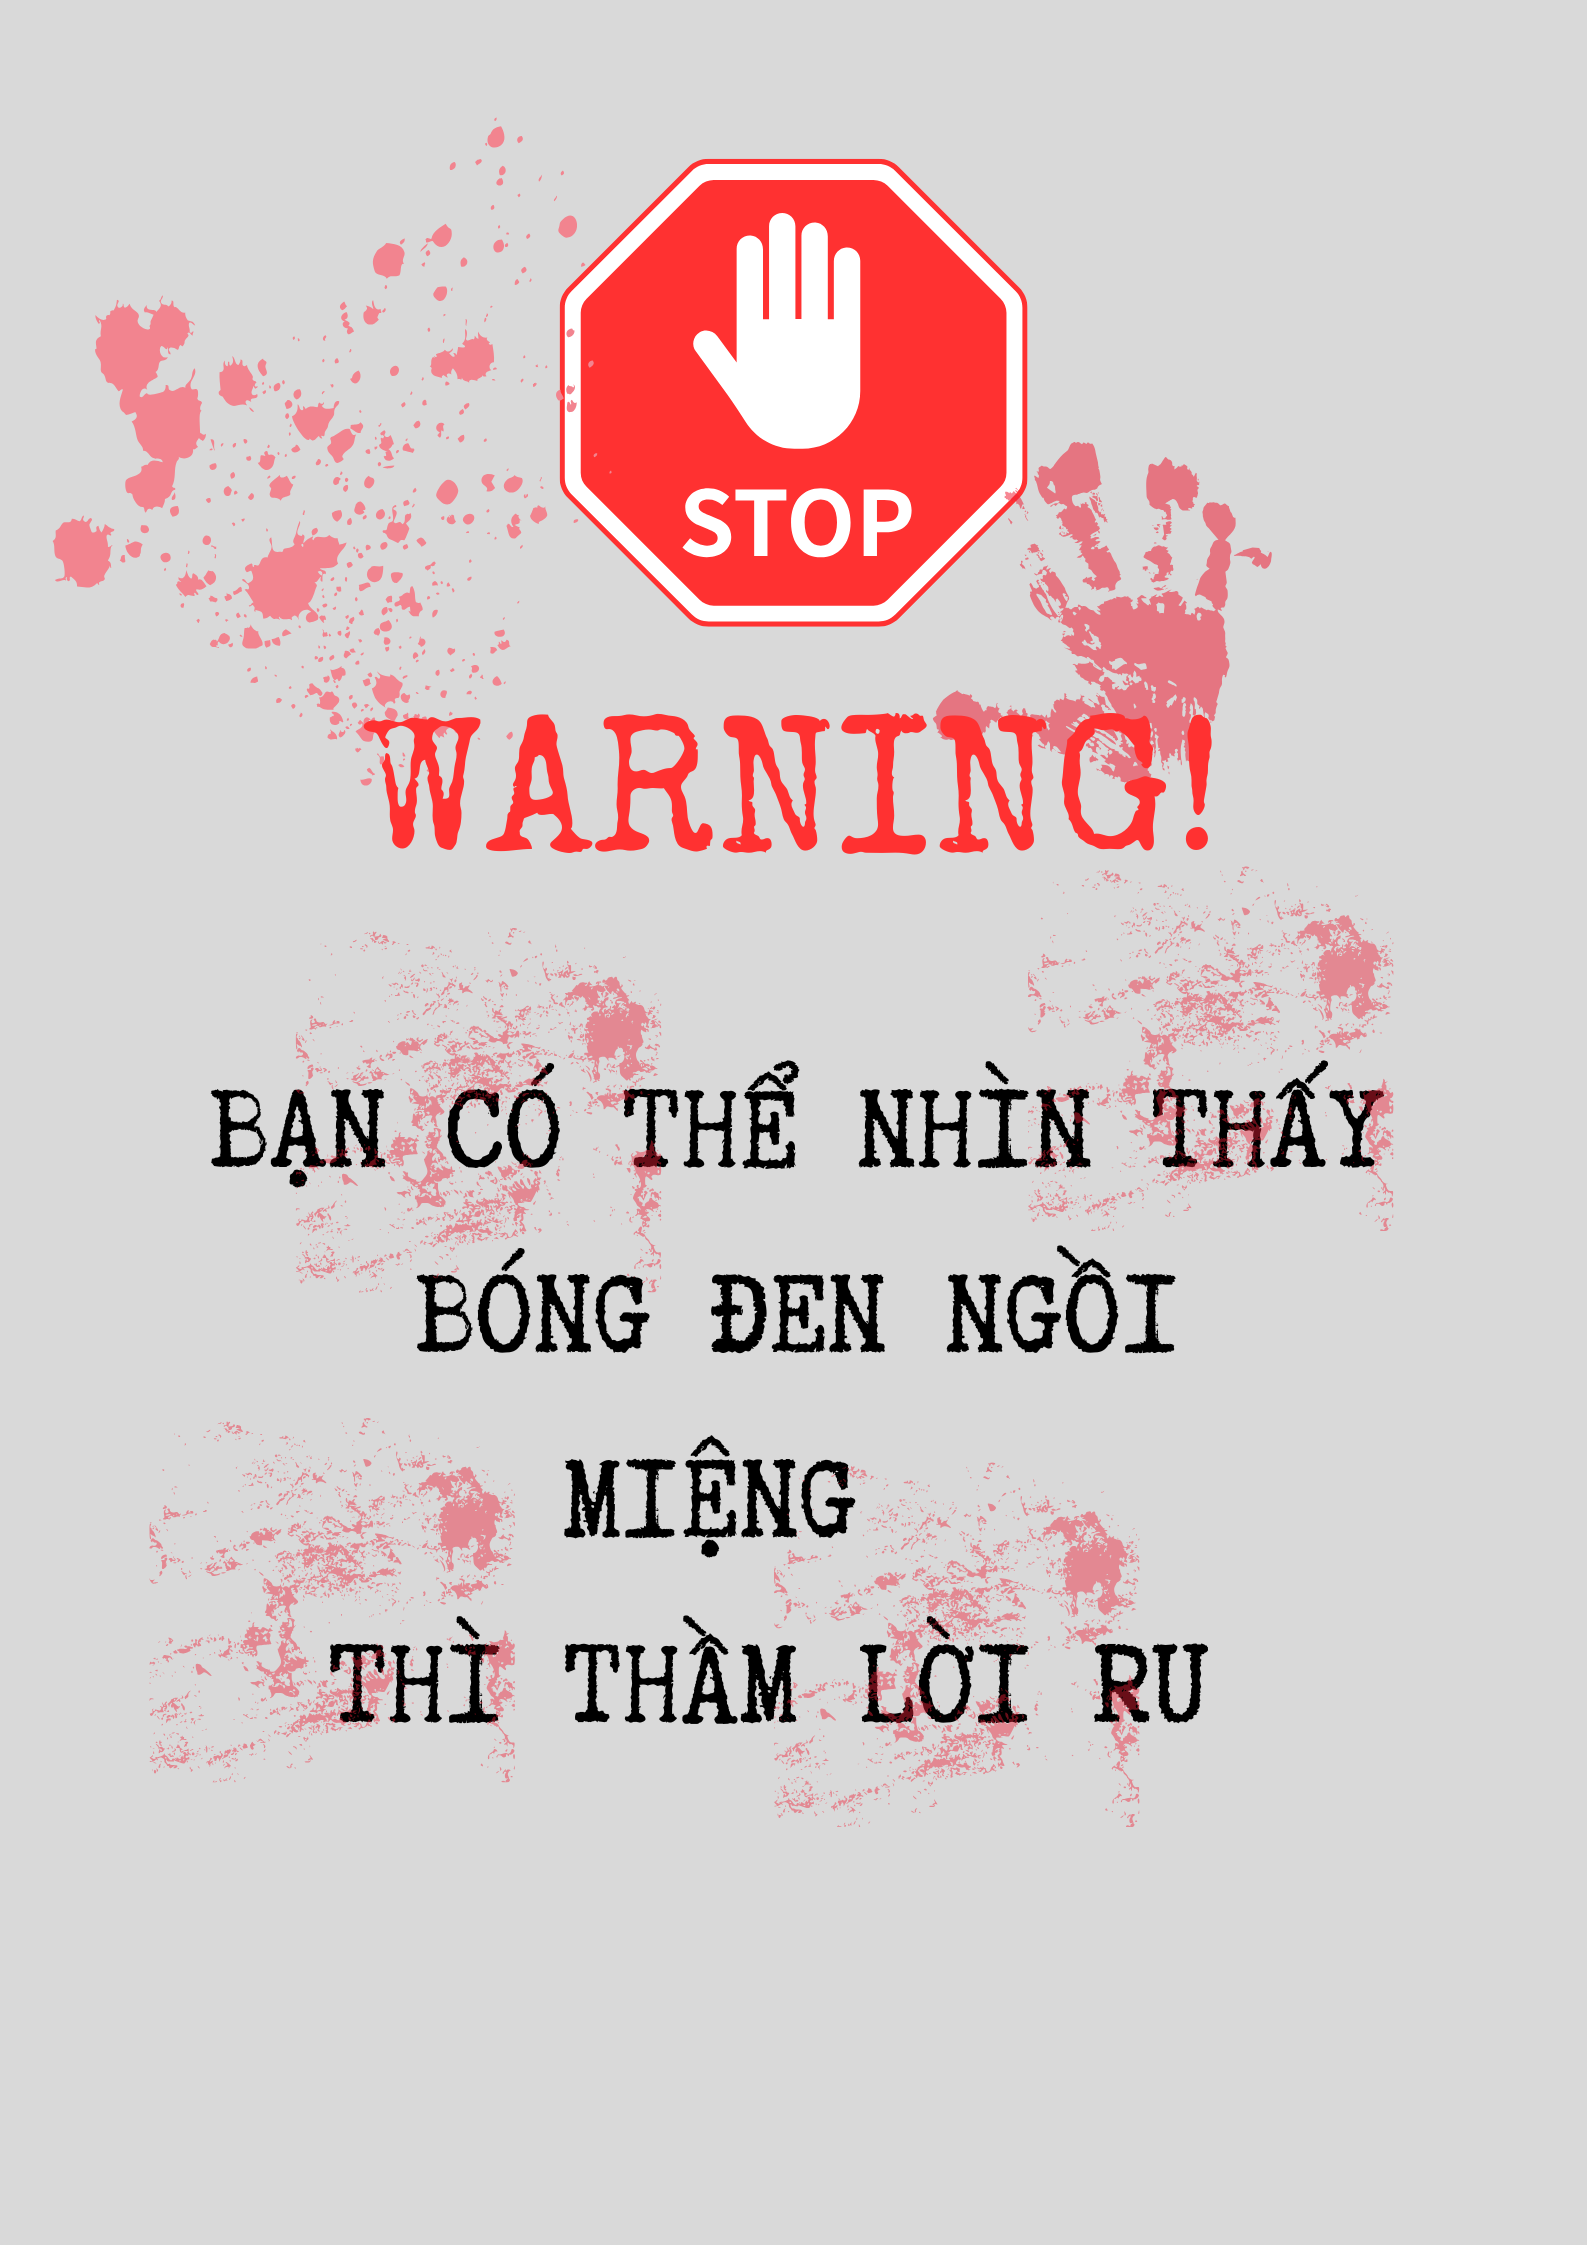 STOP
WARNING!
BẠN CÓ THỂ NHÌN THẤY
BÓNG ĐEN NGỒI
MIỆNG
THÌ THẦM LỜI RU